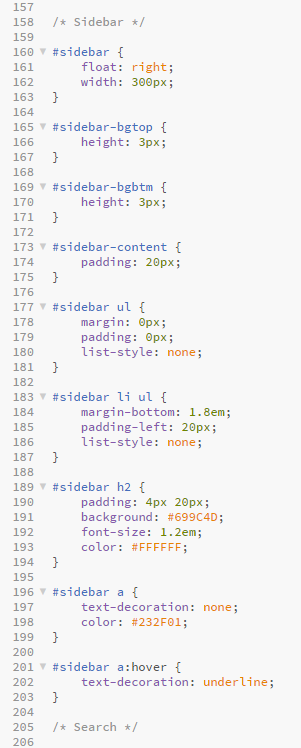 157
158 /* Sidebar */
159
160 #sidebar {
161 float: right;
162 width: 300px;
163 }
164
165 #sidebar-bgtop {
166 height: 3px;
167 }
168
169 #sidebar-bgbtm {
170 height: 3px;
171 }
172
173 #sidebar-content {
174 padding: 20px;
175 }
176
177 #sidebar ul {
178 margin: 0px;
179 padding: 0px;
180 list-style: none;
181 }
182
183 #sidebar li ul {
184 margin-bottom: 1.8em;
185 padding-left: 20px;
186 list-style: none;
187 }
188
189 #sidebar h2 {
190 padding: 4px 20px;
191 background: #699C4D;
192 font-size: 1.2em;
193 color: #FFFFFF;
194 }
195
196 #sidebar a {
197 text-decoration: none;
198 color: #232F01;
199 }
200
201 #sidebar a:hover {
202 text-decoration: underline;
203 }
204
205 /* Search */
206